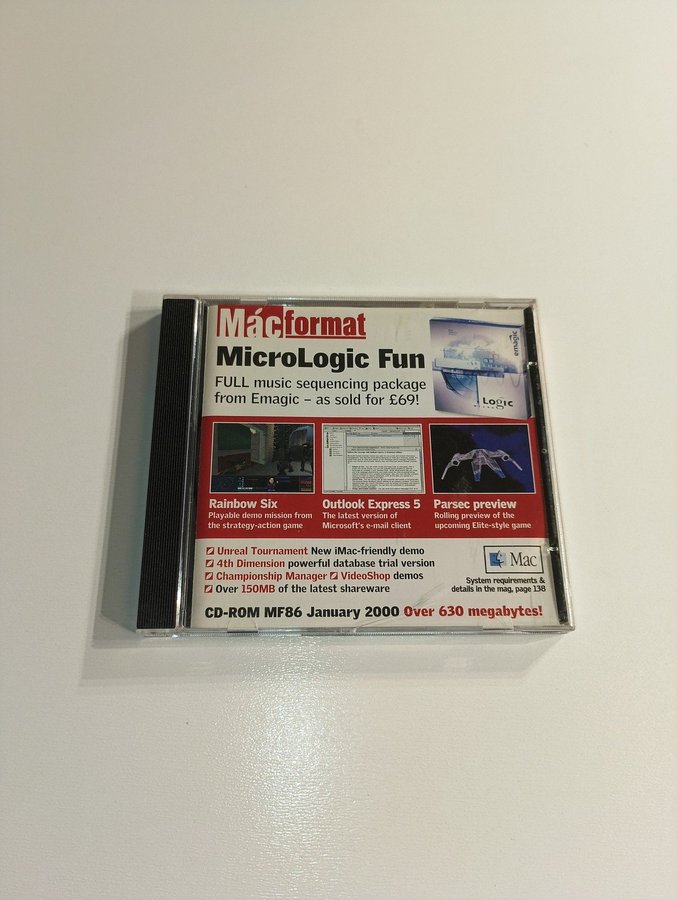 Mácformat
MicroLogic Fun
FULL music sequencing package
from Emagic – as sold for £69!
emagic
Logic
Rainbow Six
Playable demo mission from
the strategy-action game
Outlook Express 5
The latest version of
Microsoft's e-mail client
Parsec preview
Rolling preview of the
upcoming Elite-style game
Unreal Tournament New iMac-friendly demo
4th Dimension powerful database trial version
Championship Manager VideoShop demos
Over 150MB of the latest shareware
Mac
System requirements &
details in the mag, page 138
CD-ROM MF86 January 2000 Over 630 megabytes!